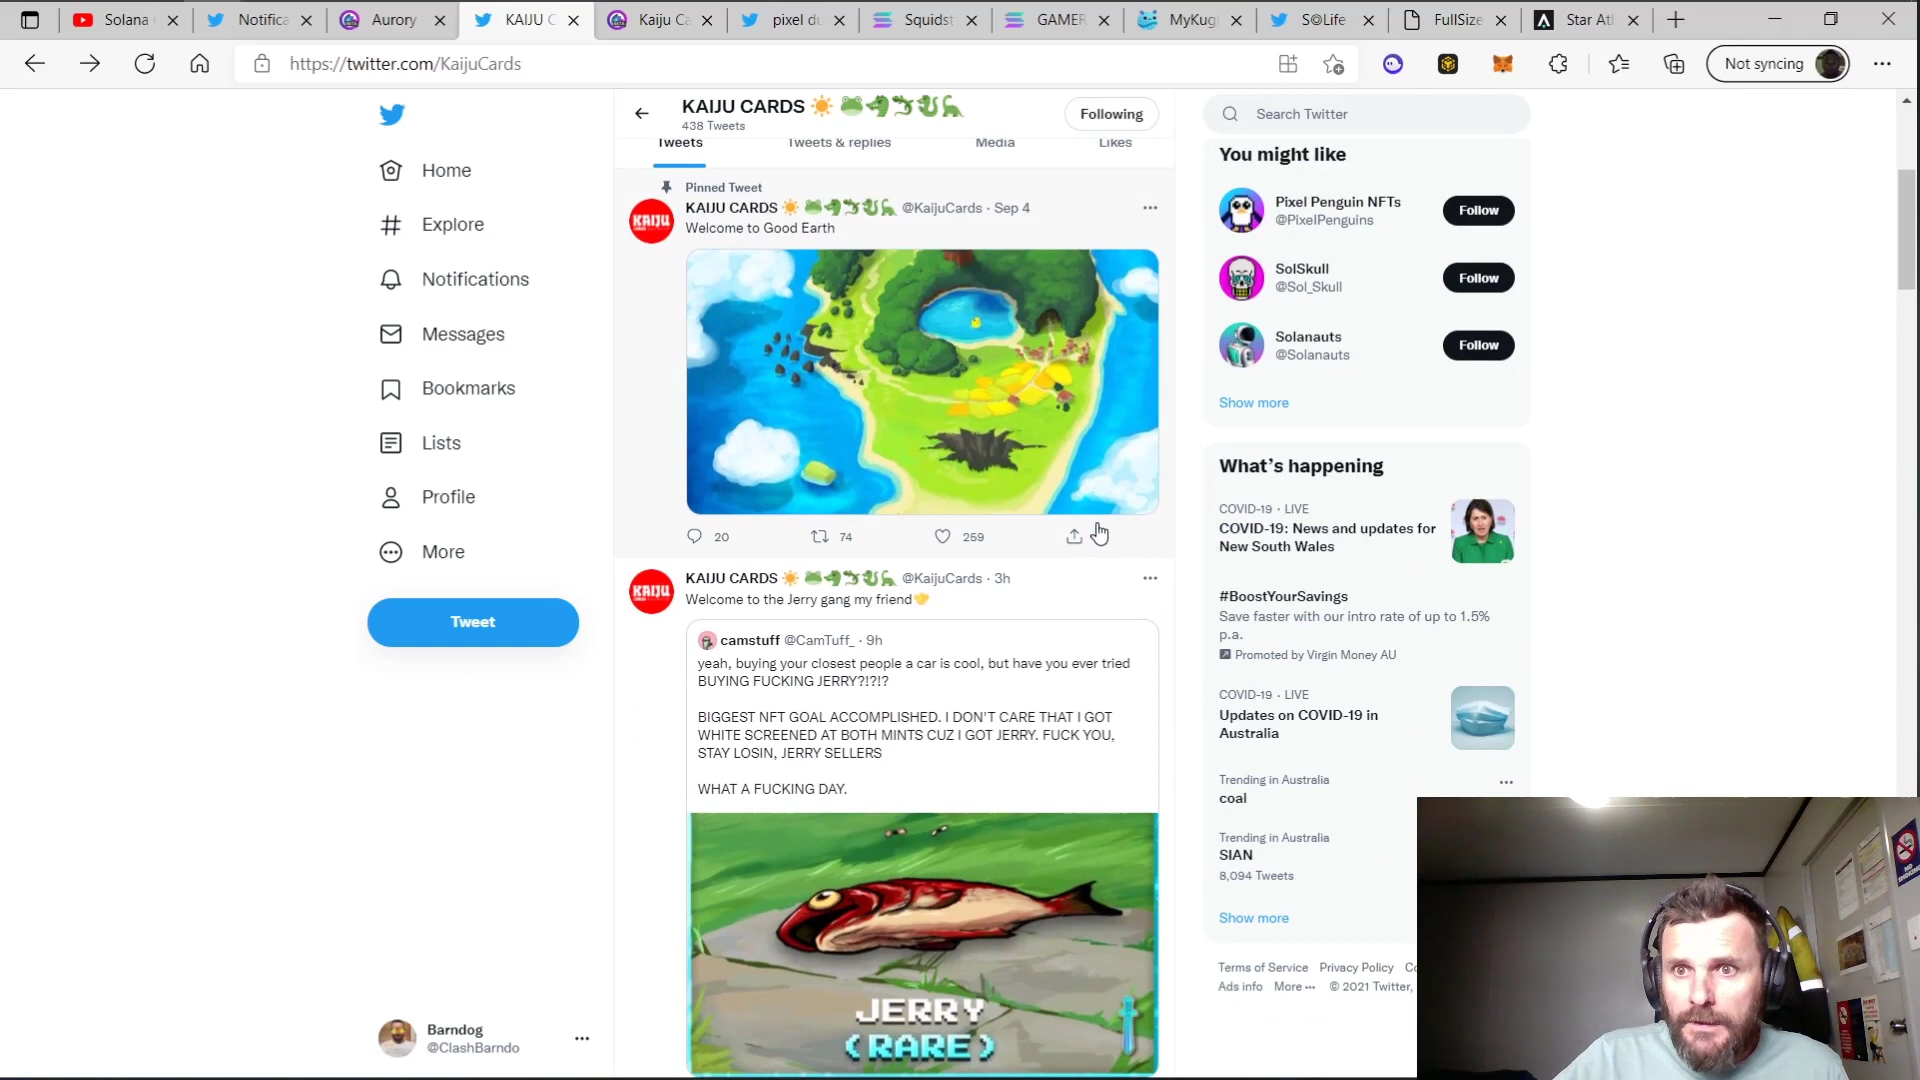 Solana
Notifica
Aurory
KAIJU C
Kaiju Ca
pixel du
Squidst
GAMER
MyKugi
S@Life
FullSize
Star Atl
https://twitter.com/KaijuCards
Not syncing
KAIJU CARDS
438 Tweets
Following
Tweets
Tweets & replies
Media
Likes
Home
Explore
Notifications
Messages
Bookmarks
Lists
Profile
More
Tweet
Barndog
@ClashBarndo
Pinned Tweet
KAIJU CARDS @KaijuCards · Sep 4
Welcome to Good Earth
KAIJU
20
74
259
KAIJU CARDS @KaijuCards · 3h
Welcome to the Jerry gang my friend
KAIJU
camstuff @CamTuff_ · 9h
yeah, buying your closest people a car is cool, but have you ever tried
BUYING FUCKING JERRY?!?!?
BIGGEST NFT GOAL ACCOMPLISHED. I DON'T CARE THAT I GOT
WHITE SCREENED AT BOTH MINTS CUZ I GOT JERRY. FUCK YOU,
STAY LOSIN, JERRY SELLERS
WHAT A FUCKING DAY.
JERRY
(RARE)
Search Twitter
You might like
Pixel Penguin NFTs
@PixelPenguins
Follow
SolSkull
@Sol_Skull
Follow
Solanauts
@Solanauts
Follow
Show more
What's happening
COVID-19 · LIVE
COVID-19: News and updates for
New South Wales
#BoostYourSavings
Save faster with our intro rate of up to 1.5%
p.a.
Promoted by Virgin Money AU
COVID-19 · LIVE
Updates on COVID-19 in
Australia
Trending in Australia
coal
Trending in Australia
SIAN
8,094 Tweets
Show more
Terms of Service Privacy Policy Co
Ads info More ··· © 2021 Twitter,